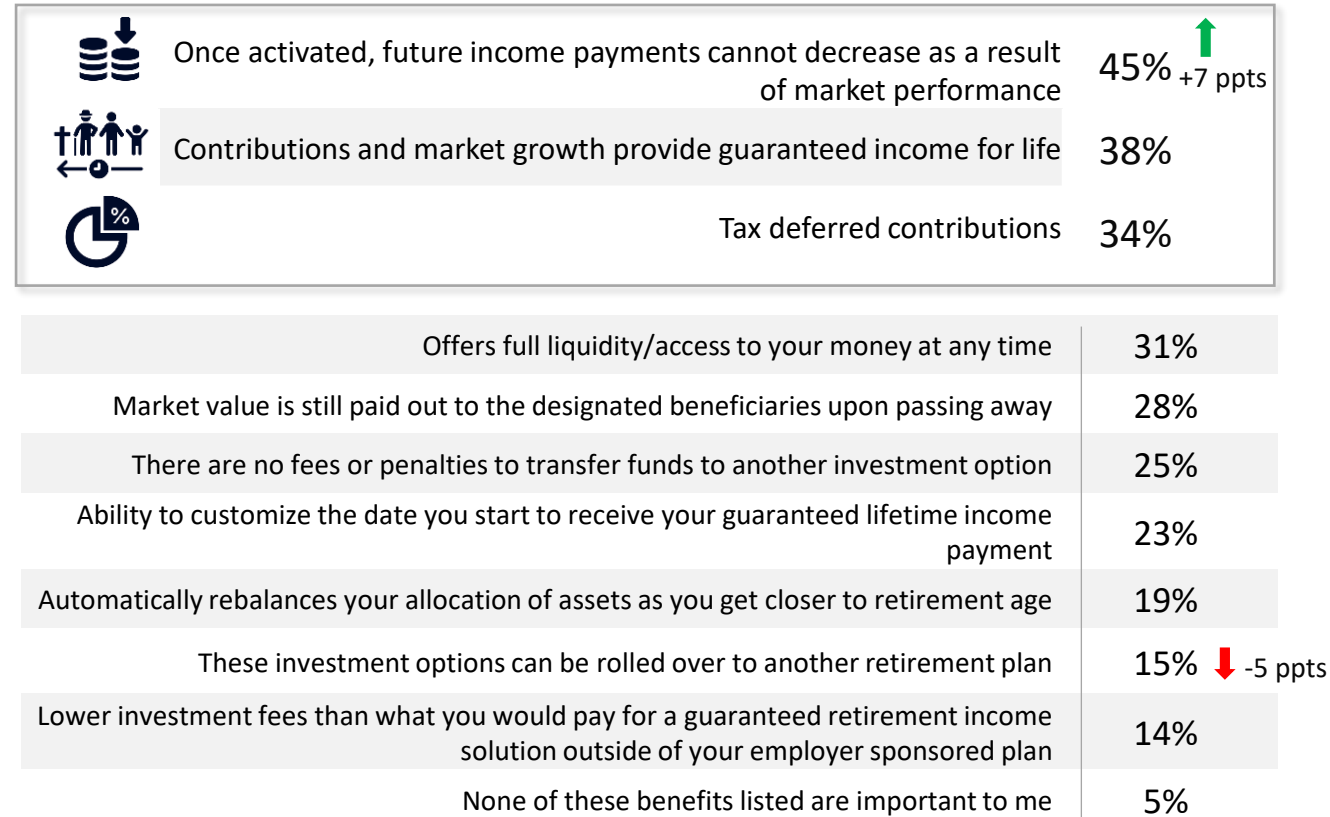 Once activated, future income payments cannot decrease as a result
of market performance
45%
+7 ppts
Contributions and market growth provide guaranteed income for life
38%
%
Tax deferred contributions
34%
Offers full liquidity/access to your money at any time
31%
Market value is still paid out to the designated beneficiaries upon passing away
28%
There are no fees or penalties to transfer funds to another investment option
25%
Ability to customize the date you start to receive your guaranteed lifetime income
payment
23%
Automatically rebalances your allocation of assets as you get closer to retirement age
19%
These investment options can be rolled over to another retirement plan
15%
-5 ppts
Lower investment fees than what you would pay for a guaranteed retirement income
solution outside of your employer sponsored plan
14%
None of these benefits listed are important to me
5%